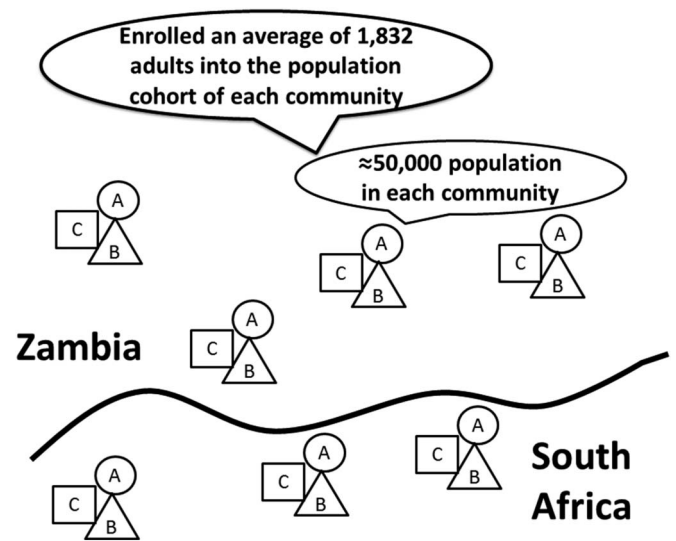 Enrolled an average of 1,832
adults into the population
cohort of each community
≈50,000 population
in each community
A
C
B
A
C
B
A
C
B
A
C
B
Zambia
A
C
B
A
C
B
A
C
B
South
Africa